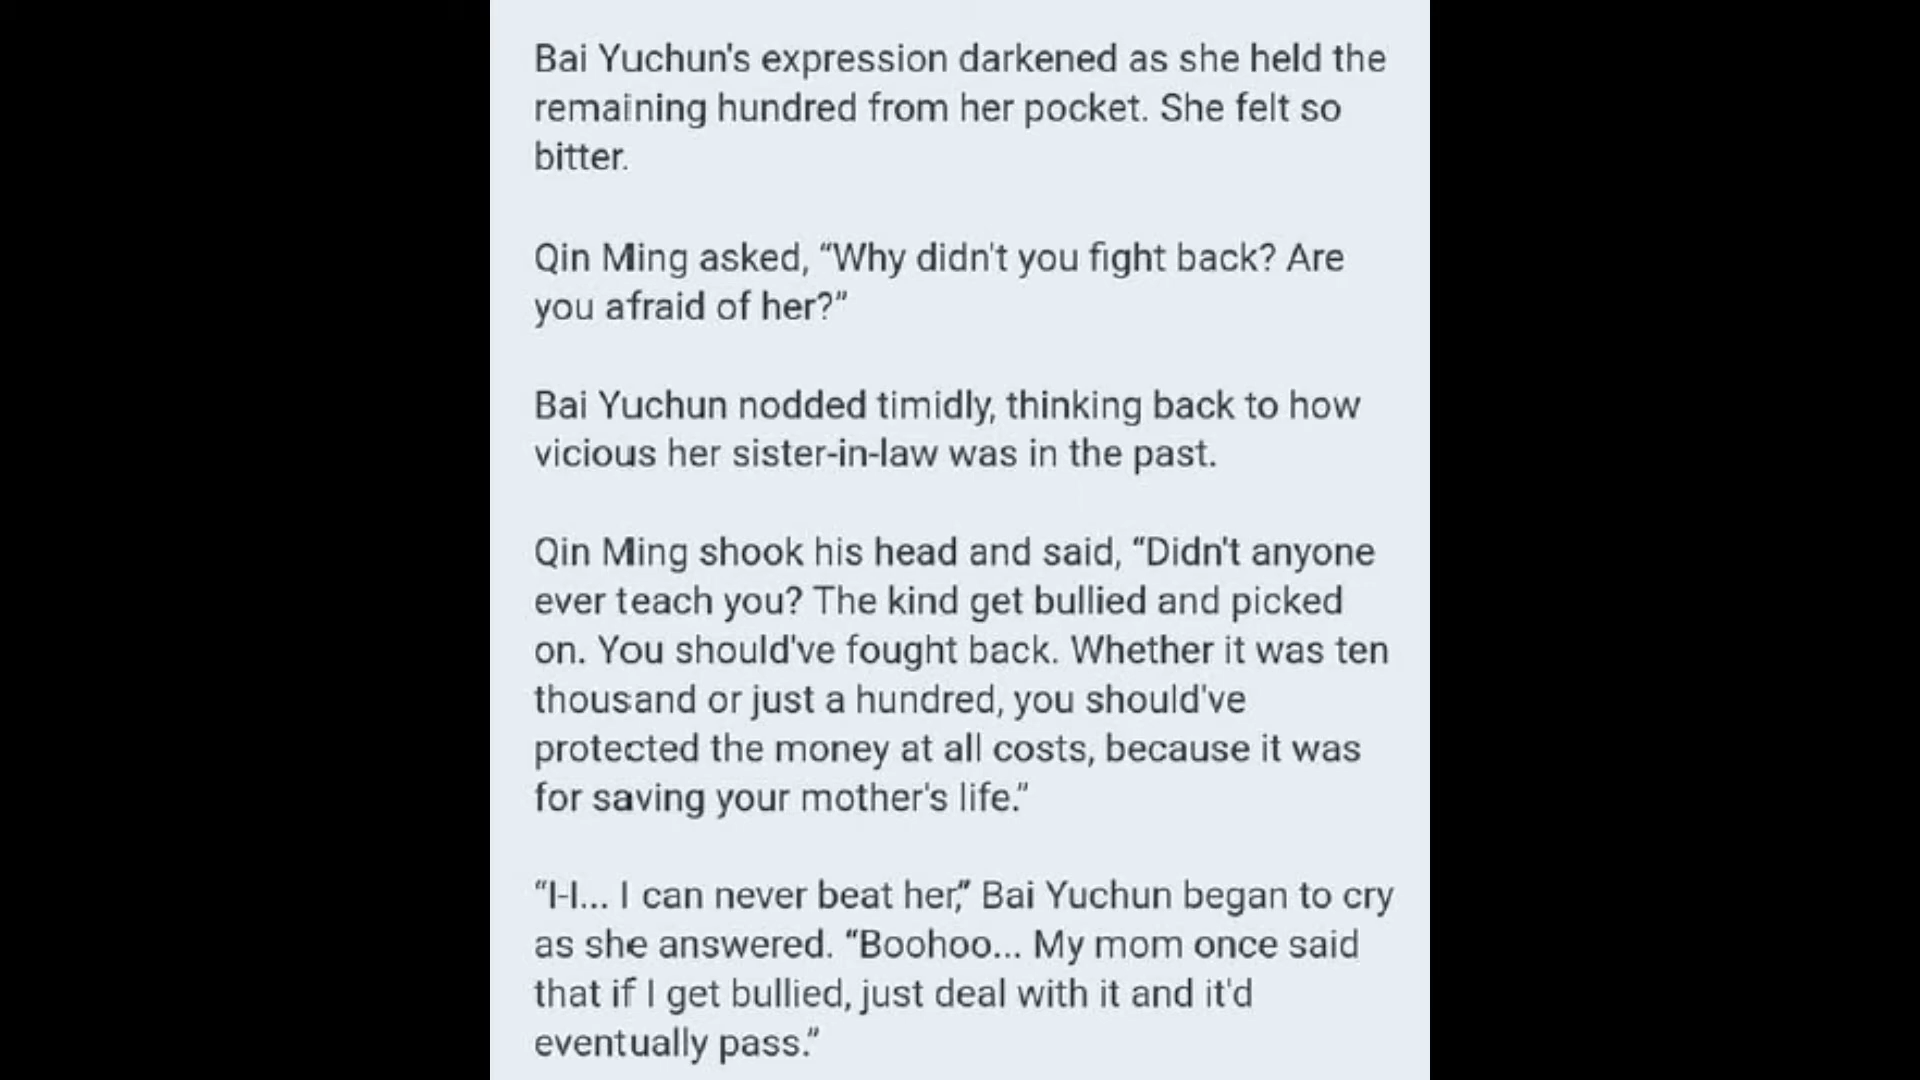 Bai Yuchun's expression darkened as she held the
remaining hundred from her pocket. She felt so
bitter.
Qin Ming asked, “Why didn't you fight back? Are
you afraid of her?”
Bai Yuchun nodded timidly, thinking back to how
vicious her sister-in-law was in the past.
Qin Ming shook his head and said, “Didn't anyone
ever teach you? The kind get bullied and picked
on. You should've fought back. Whether it was ten
thousand or just a hundred, you should've
protected the money at all costs, because it was
for saving your mother's life.”
“I-I... I can never beat her,” Bai Yuchun began to cry
as she answered. “Boohoo... My mom once said
that if I get bullied, just deal with it and it'd
eventually pass.”